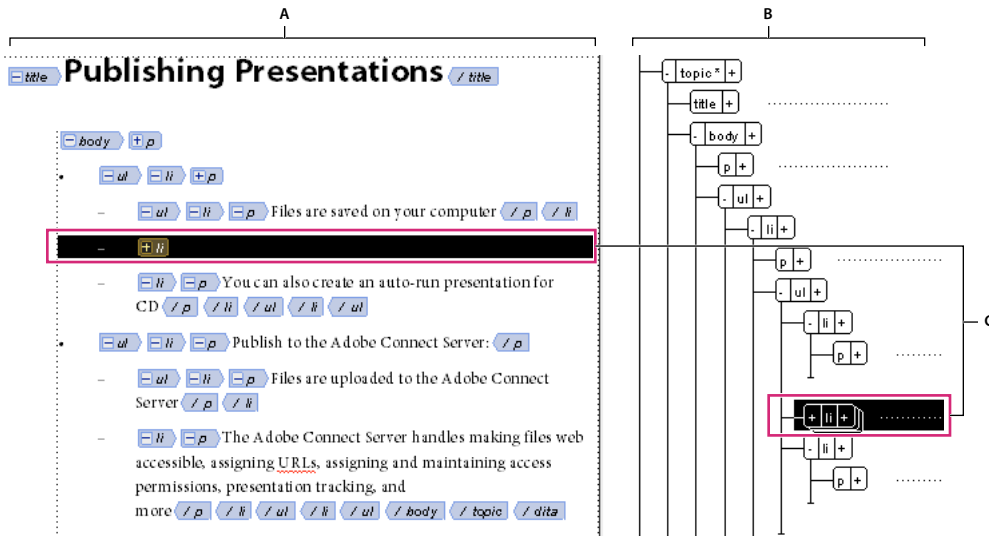 A
B
title Publishing Presentations / title
topic* +
title +
body + p
- body +
p +
• ul li + p
- ul +
– ul li p Files are saved on your computer / p / li
- li +
– + li
p +
– li p You can also create an auto-run presentation for
CD / p / li / ul / li / ul
- ul +
- li +
• ul li p Publish to the Adobe Connect Server: / p
p +
– ul li p Files are uploaded to the Adobe Connect
Server / p / li
+ li +
– li p The Adobe Connect Server handles making files web
accessible, assigning URLs, assigning and maintaining access
permissions, presentation tracking, and
more / p / li / ul / li / ul / body / topic / dita
- li +
p +